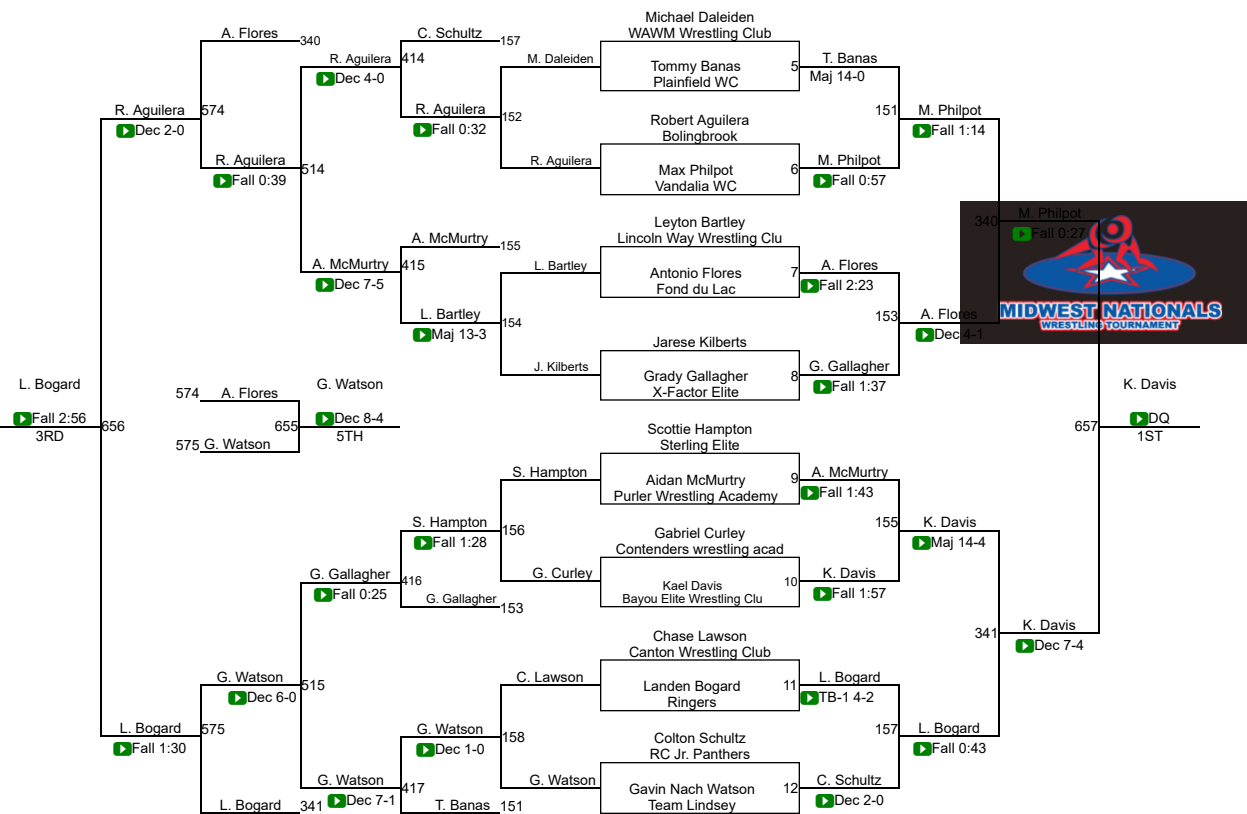 Michael Daleiden
WAWM Wrestling Club
A. Flores
340
C. Schultz
157
R. Aguilera
414
M. Daleiden
Tommy Banas
5
T. Banas
Dec 4-0
Plainfield WC
Maj 14-0
R. Aguilera
574
R. Aguilera
152
Robert Aguilera
151
M. Philpot
Dec 2-0
Fall 0:32
Bolingbrook
Fall 1:14
R. Aguilera
514
R. Aguilera
Max Philpot
6
M. Philpot
Fall 0:39
Vandalia WC
Fall 0:57
Leyton Bartley
340
M. Philpot
A. McMurtry
155
Lincoln Way Wrestling Clu
Fall 0:27
A. McMurtry
415
L. Bartley
Antonio Flores
7
A. Flores
Dec 7-5
Fond du Lac
Fall 2:23
L. Bartley
154
153
A. Flores
MIDWEST NATIONALS
WRESTLING TOURNAMENT
Maj 13-3
Jarese Kilberts
Dec 4-1
J. Kilberts
Grady Gallagher
8
G. Gallagher
X-Factor Elite
Fall 1:37
L. Bogard
574
A. Flores
G. Watson
K. Davis
Fall 2:56
656
655
Dec 8-4
657
DQ
3RD
575
G. Watson
5TH
1ST
Scottie Hampton
Sterling Elite
S. Hampton
Aidan McMurtry
9
A. McMurtry
Purler Wrestling Academy
Fall 1:43
S. Hampton
156
Gabriel Curley
155
K. Davis
Fall 1:28
Contenders wrestling acad
Maj 14-4
G. Gallagher
416
G. Curley
Kael Davis
10
K. Davis
Fall 0:25
G. Gallagher
153
Bayou Elite Wrestling Clu
Fall 1:57
Chase Lawson
341
K. Davis
Canton Wrestling Club
Dec 7-4
G. Watson
515
C. Lawson
Landen Bogard
11
L. Bogard
Dec 6-0
Ringers
TB-1 4-2
L. Bogard
575
G. Watson
158
Colton Schultz
157
L. Bogard
Fall 1:30
Dec 1-0
RC Jr. Panthers
Fall 0:43
G. Watson
417
G. Watson
Gavin Nach Watson
12
C. Schultz
L. Bogard
341
Dec 7-1
T. Banas
151
Team Lindsey
Dec 2-0